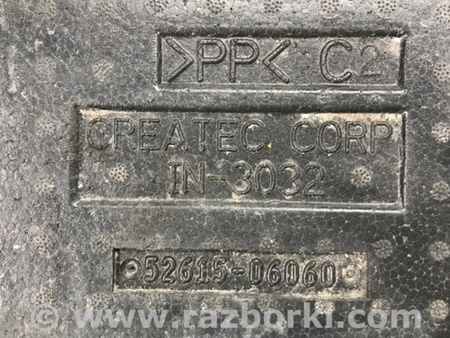 >PP< C2
CREATEC CORP
IN-3032
52615-06060
© www.razborki.com